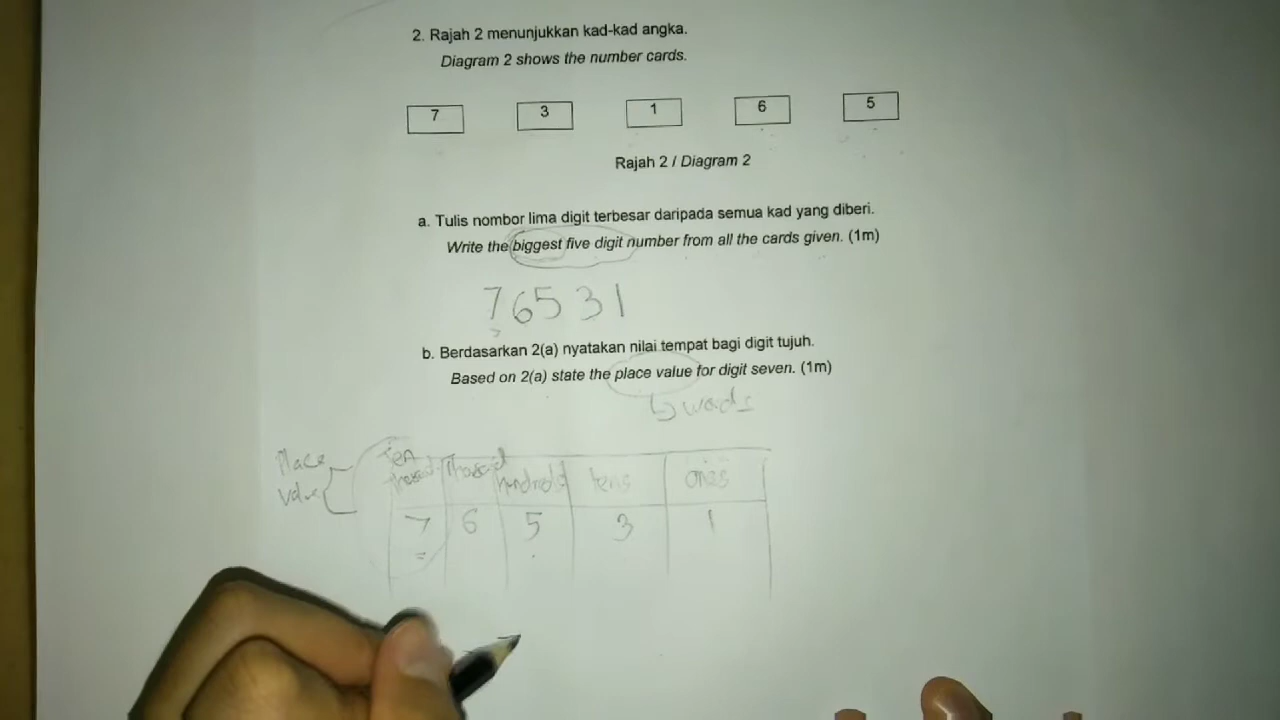 2. Rajah 2 menunjukkan kad-kad angka.
Diagram 2 shows the number cards.
7 3 1 6 5
Rajah 2 / Diagram 2
a. Tulis nombor lima digit terbesar daripada semua kad yang diberi.
Write the biggest five digit number from all the cards given. (1m)
76531
b. Berdasarkan 2(a) nyatakan nilai tempat bagi digit tujuh.
Based on 2(a) state the place value for digit seven. (1m)
words
Place Value
Ten thousand thousand hundreds tens ones
7 6 5 3 1